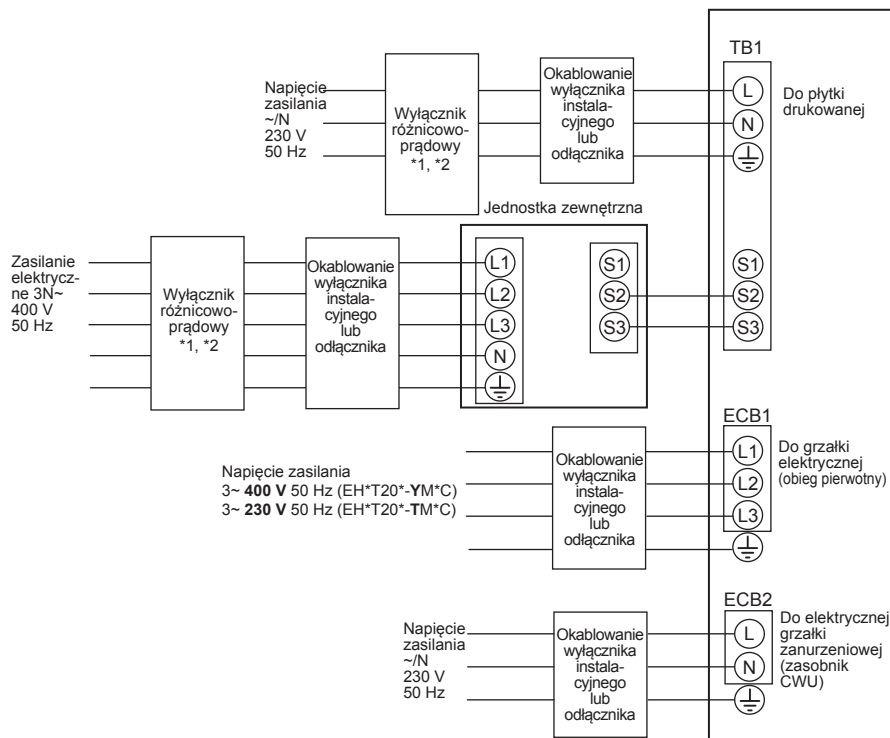 TB1
Napięcie
zasilania
~/N
230 V
50 Hz
Wyłącznik
różnicowo-
prądowy
*1, *2
Okablowanie
wyłącznika
instala-
cyjnego
lub
odłącznika
L
N
Do płytki
drukowanej
Jednostka zewnętrzna
Zasilanie
elektrycz-
ne 3N~
400 V
50 Hz
Wyłącznik
różnicowo-
prądowy
*1, *2
Okablowanie
wyłącznika
instala-
cyjnego
lub
odłącznika
L1
L2
L3
N
S1
S2
S3
S1
S2
S3
ECB1
Napięcie zasilania
3~ 400 V 50 Hz (EH*T20*-YM*C)
3~ 230 V 50 Hz (EH*T20*-TM*C)
Okablowanie
wyłącznika
instala-
cyjnego
lub
odłącznika
L1
L2
L3
Do grzałki
elektrycznej
(obieg pierwotny)
ECB2
Napięcie
zasilania
~/N
230 V
50 Hz
Okablowanie
wyłącznika
instala-
cyjnego
lub
odłącznika
L
N
Do elektrycznej
grzałki
zanurzeniowej
(zasobnik
CWU)